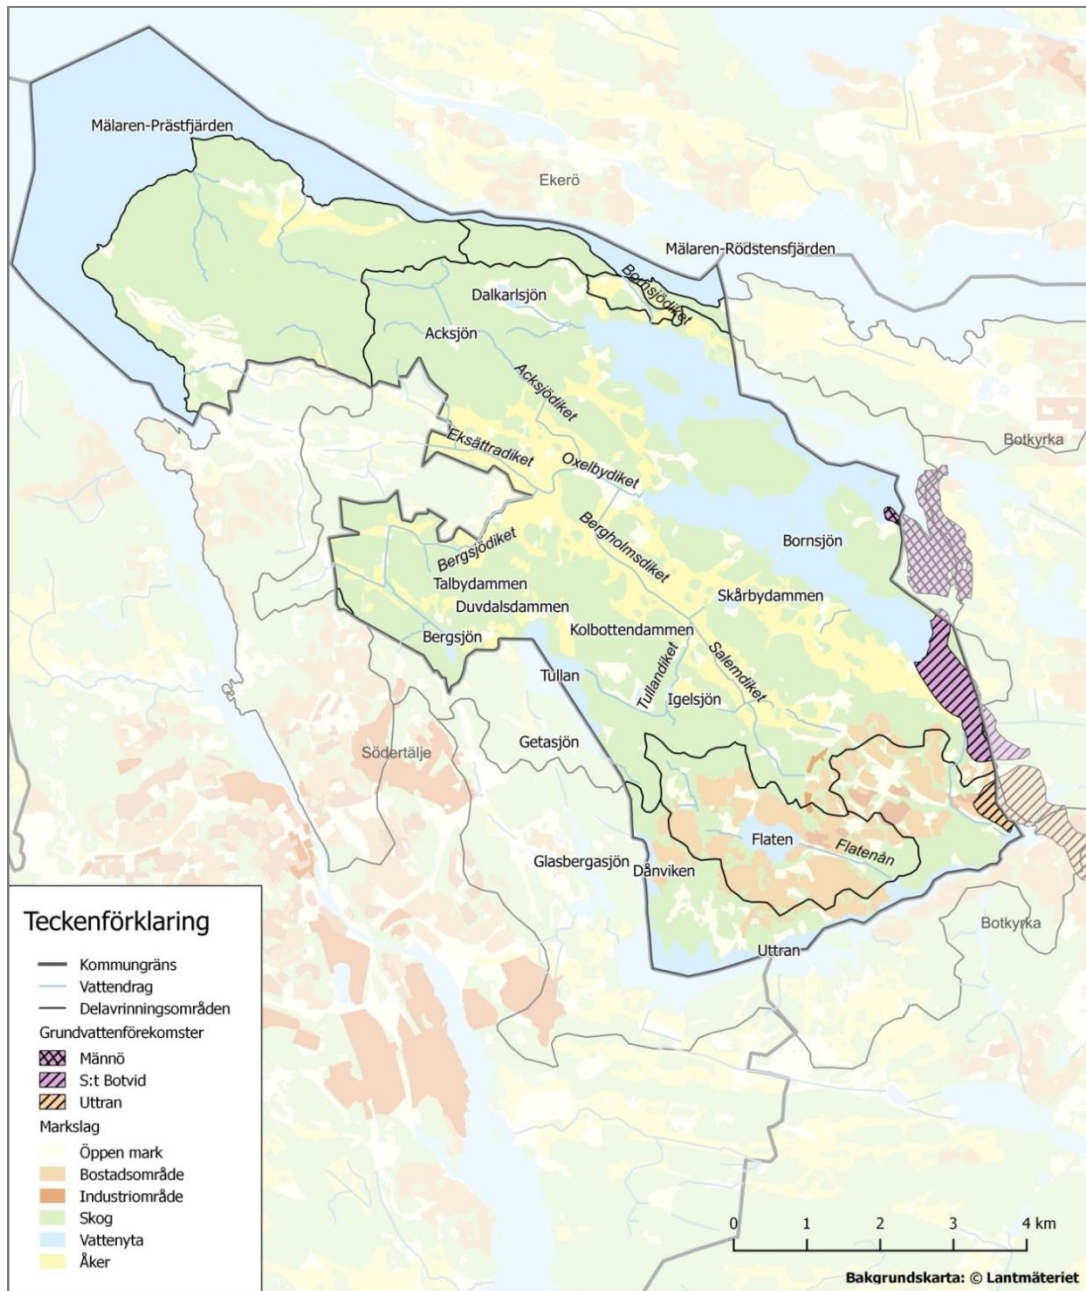 Mälaren-Prästfjärden
Ekerö
Mälaren-Rödstensfjärden
Bornsjödiket
Dalkarlsjön
Acksjön
Acksjödiket
Botkyrka
Eksättradiket
Oxelbydiket
Bergholmsdiket
Bornsjön
Bergsjödiket
Talbydammen
Skårbydammen
Duvdalsdammen
Kolbottendammen
Bergsjön
Salemdiket
Tullandiket
Tullan
Igelsjön
Getasjön
Södertälje
Flaten
Flatenån
Glasbergasjön
Dånviken
Botkyrka
Uttran
Teckenförklaring
Kommungräns
Vattendrag
Delavrinningsområden
Grundvattenförekomster
Männö
S:t Botvid
Uttran
Markslag
Öppen mark
Bostadsområde
Industriområde
Skog
Vattenyta
Åker
0 1 2 3 4 km
Bakgrundskarta: © Lantmäteriet